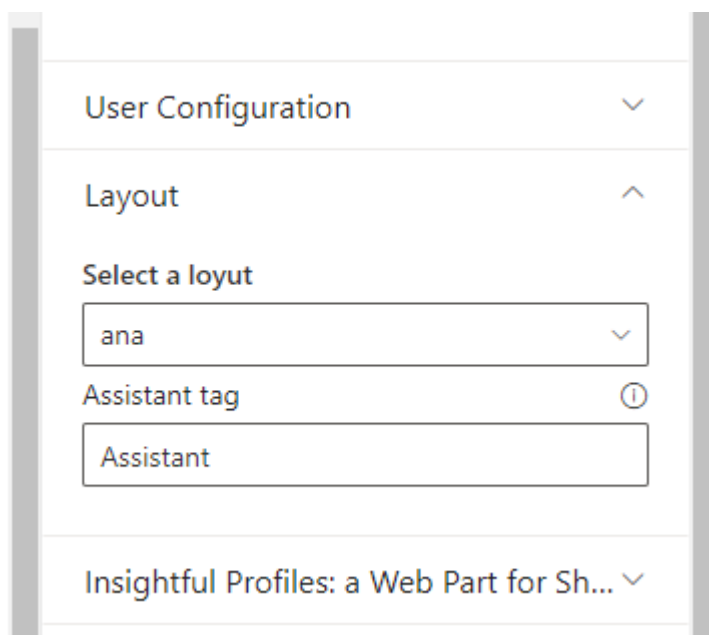 User Configuration
Layout
Select a loyut
ana
Assistant tag
Assistant
Insightful Profiles: a Web Part for Sh...